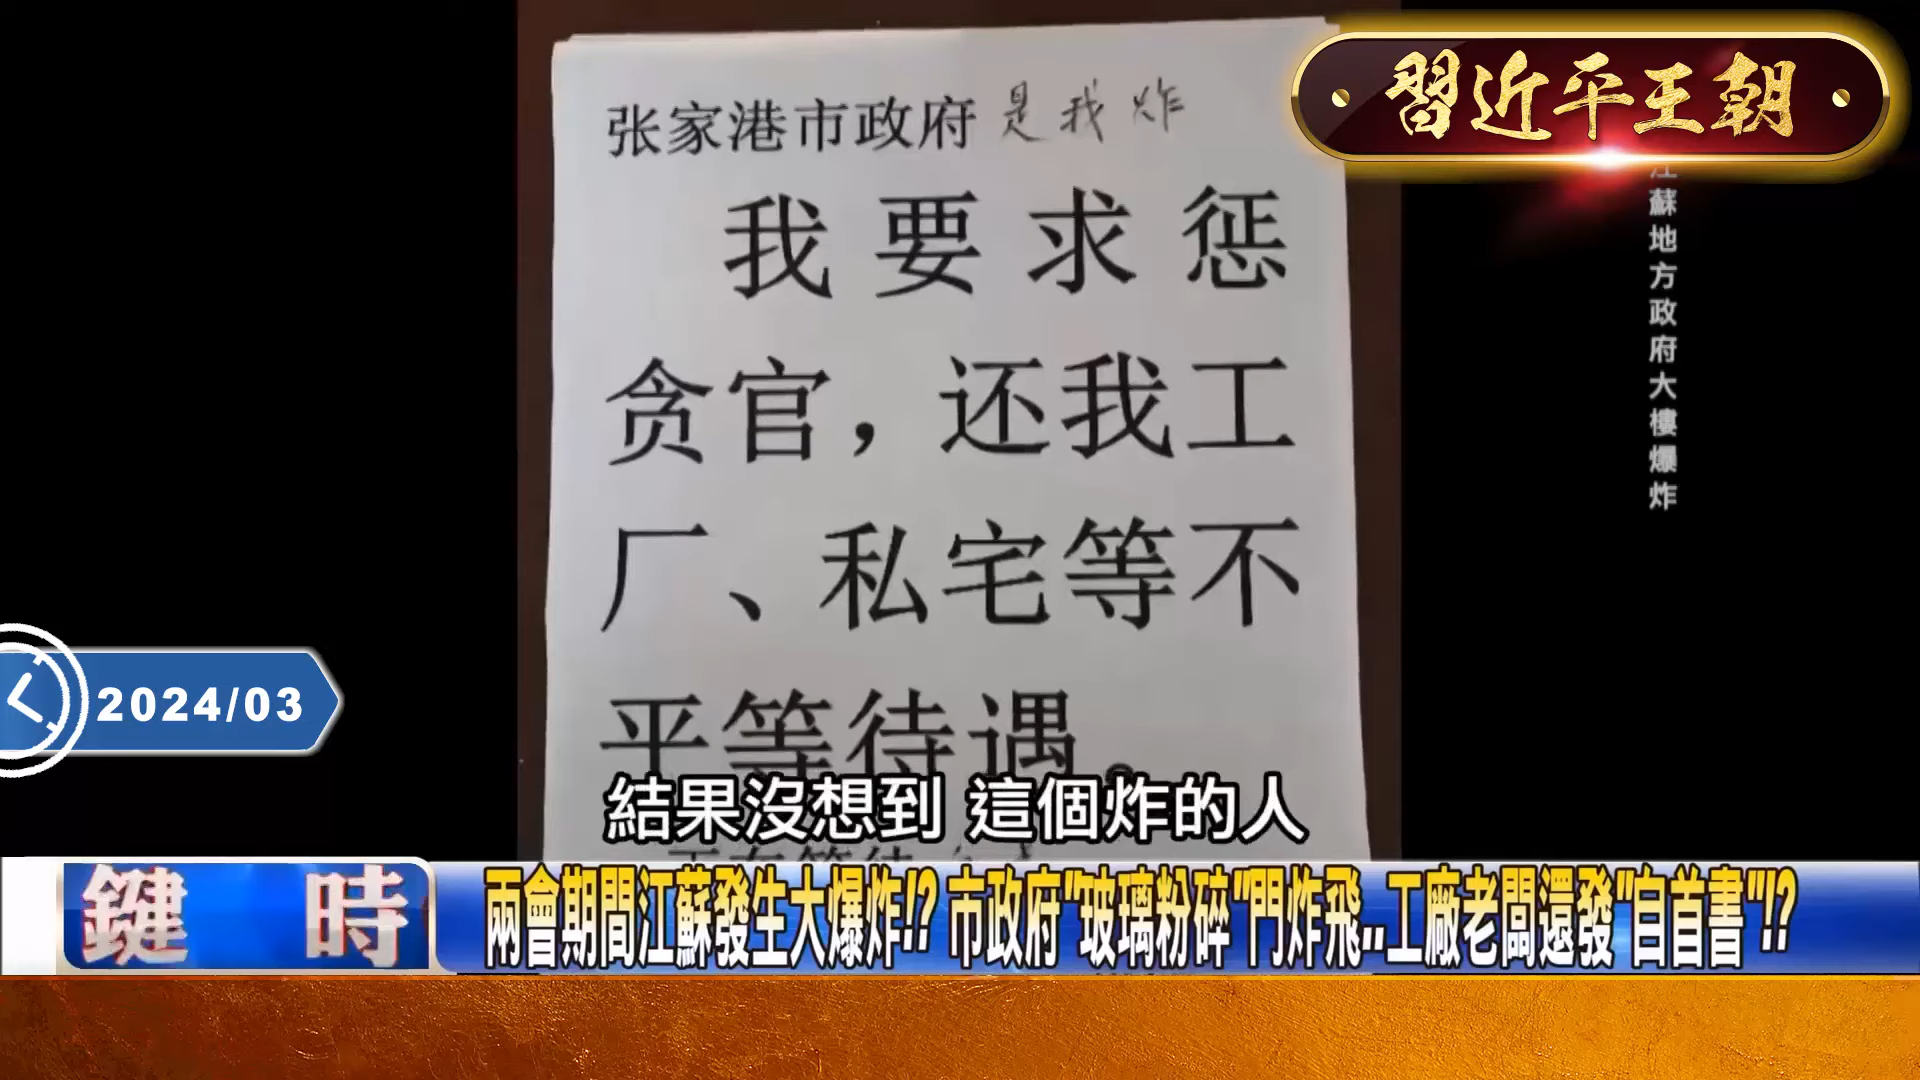 习近平王朝
江蘇地方政府大樓爆炸
张家港市政府 是我炸
我要求惩
贪官，还我工
厂、私宅等不
平等待遇。
2024/03
結果沒想到 這個炸的人
鍵 時
兩會期間江蘇發生大爆炸!? 市政府"玻璃粉碎"門炸飛..工廠老闆還發"自首書"!?